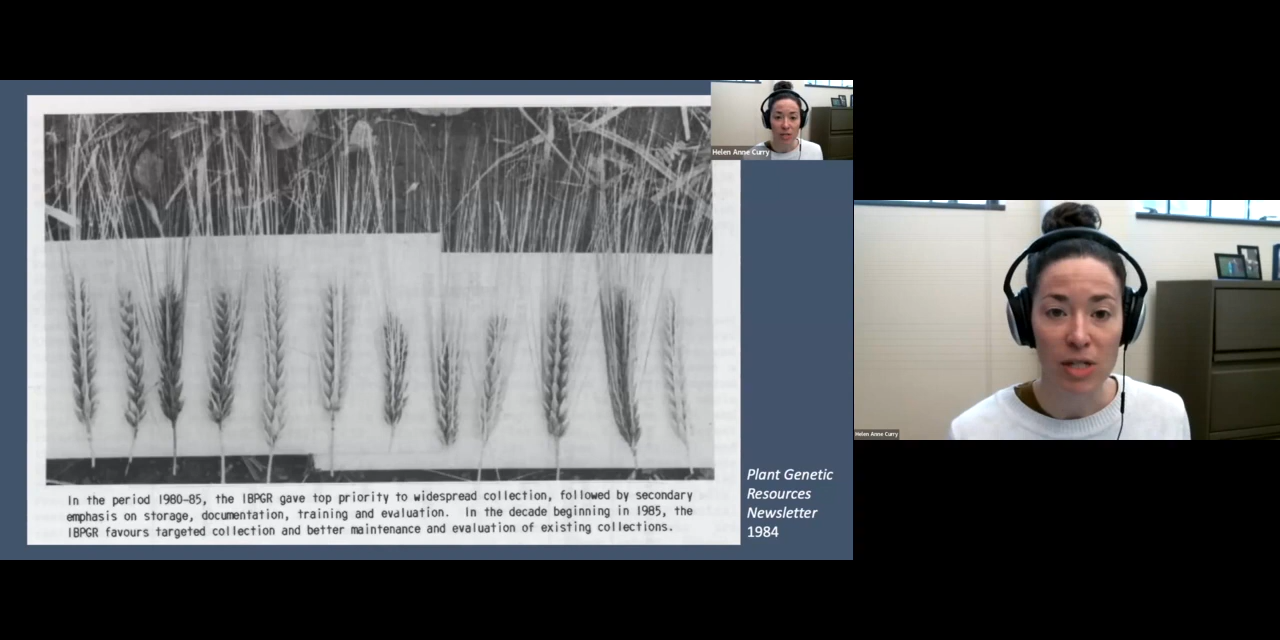 Helen Anne Curry
In the period 1980-85, the IBPGR gave top priority to widespread collection, followed by secondary
emphasis on storage, documentation, training and evaluation. In the decade beginning in 1985, the
IBPGR favours targeted collection and better maintenance and evaluation of existing collections.
Plant Genetic
Resources
Newsletter
1984
Helen Anne Curry